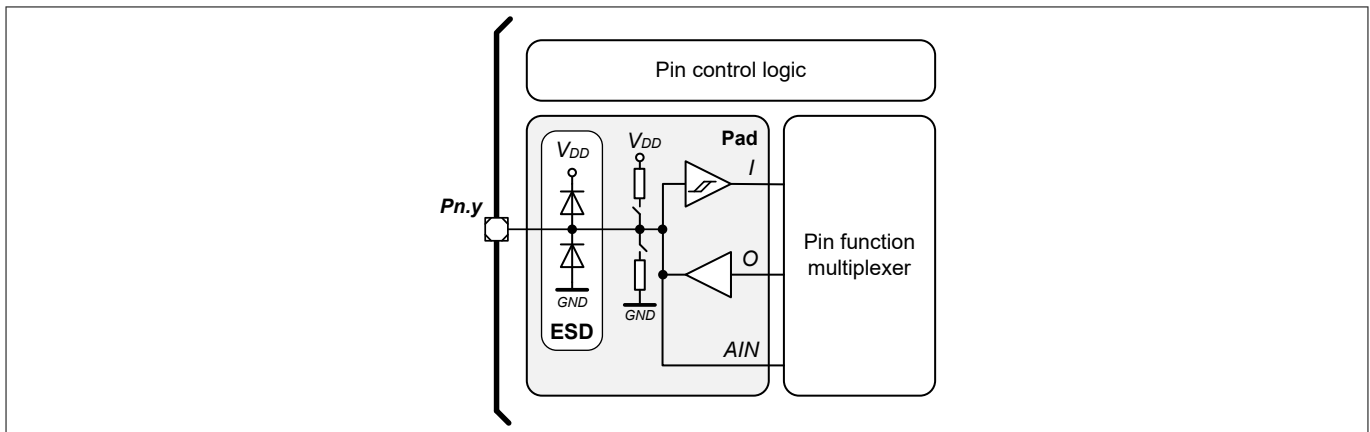 Pin control logic
VDD
VDD
Pad
I
Pn.y
O
Pin function
multiplexer
GND
GND
ESD
AIN